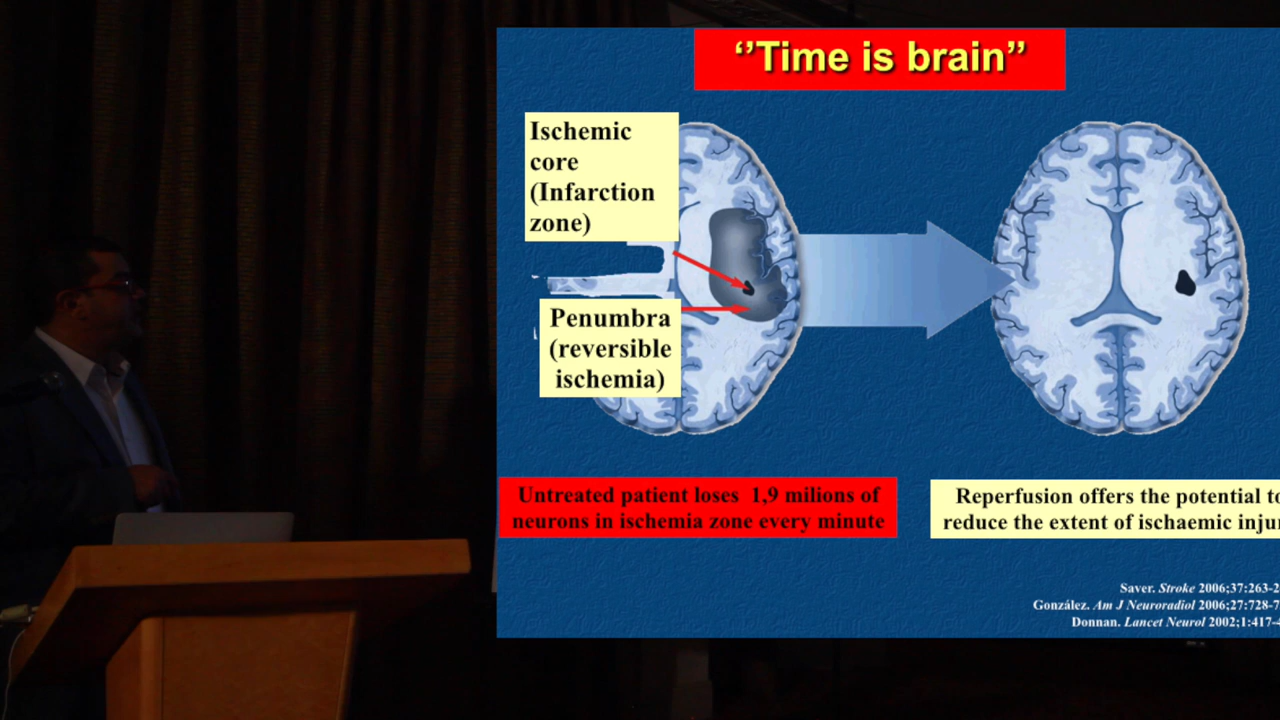 ‘’Time is brain’’
Ischemic
core
(Infarction
zone)
Penumbra
(reversible
ischemia)
Untreated patient loses 1,9 milions of
neurons in ischemia zone every minute
Reperfusion offers the potential to
reduce the extent of ischaemic
Saver. Stroke 2006;37:263-2
González. Am J Neuroradiol 2006;27:728-7
Donnan. Lancet Neurol 2002;1:417-4